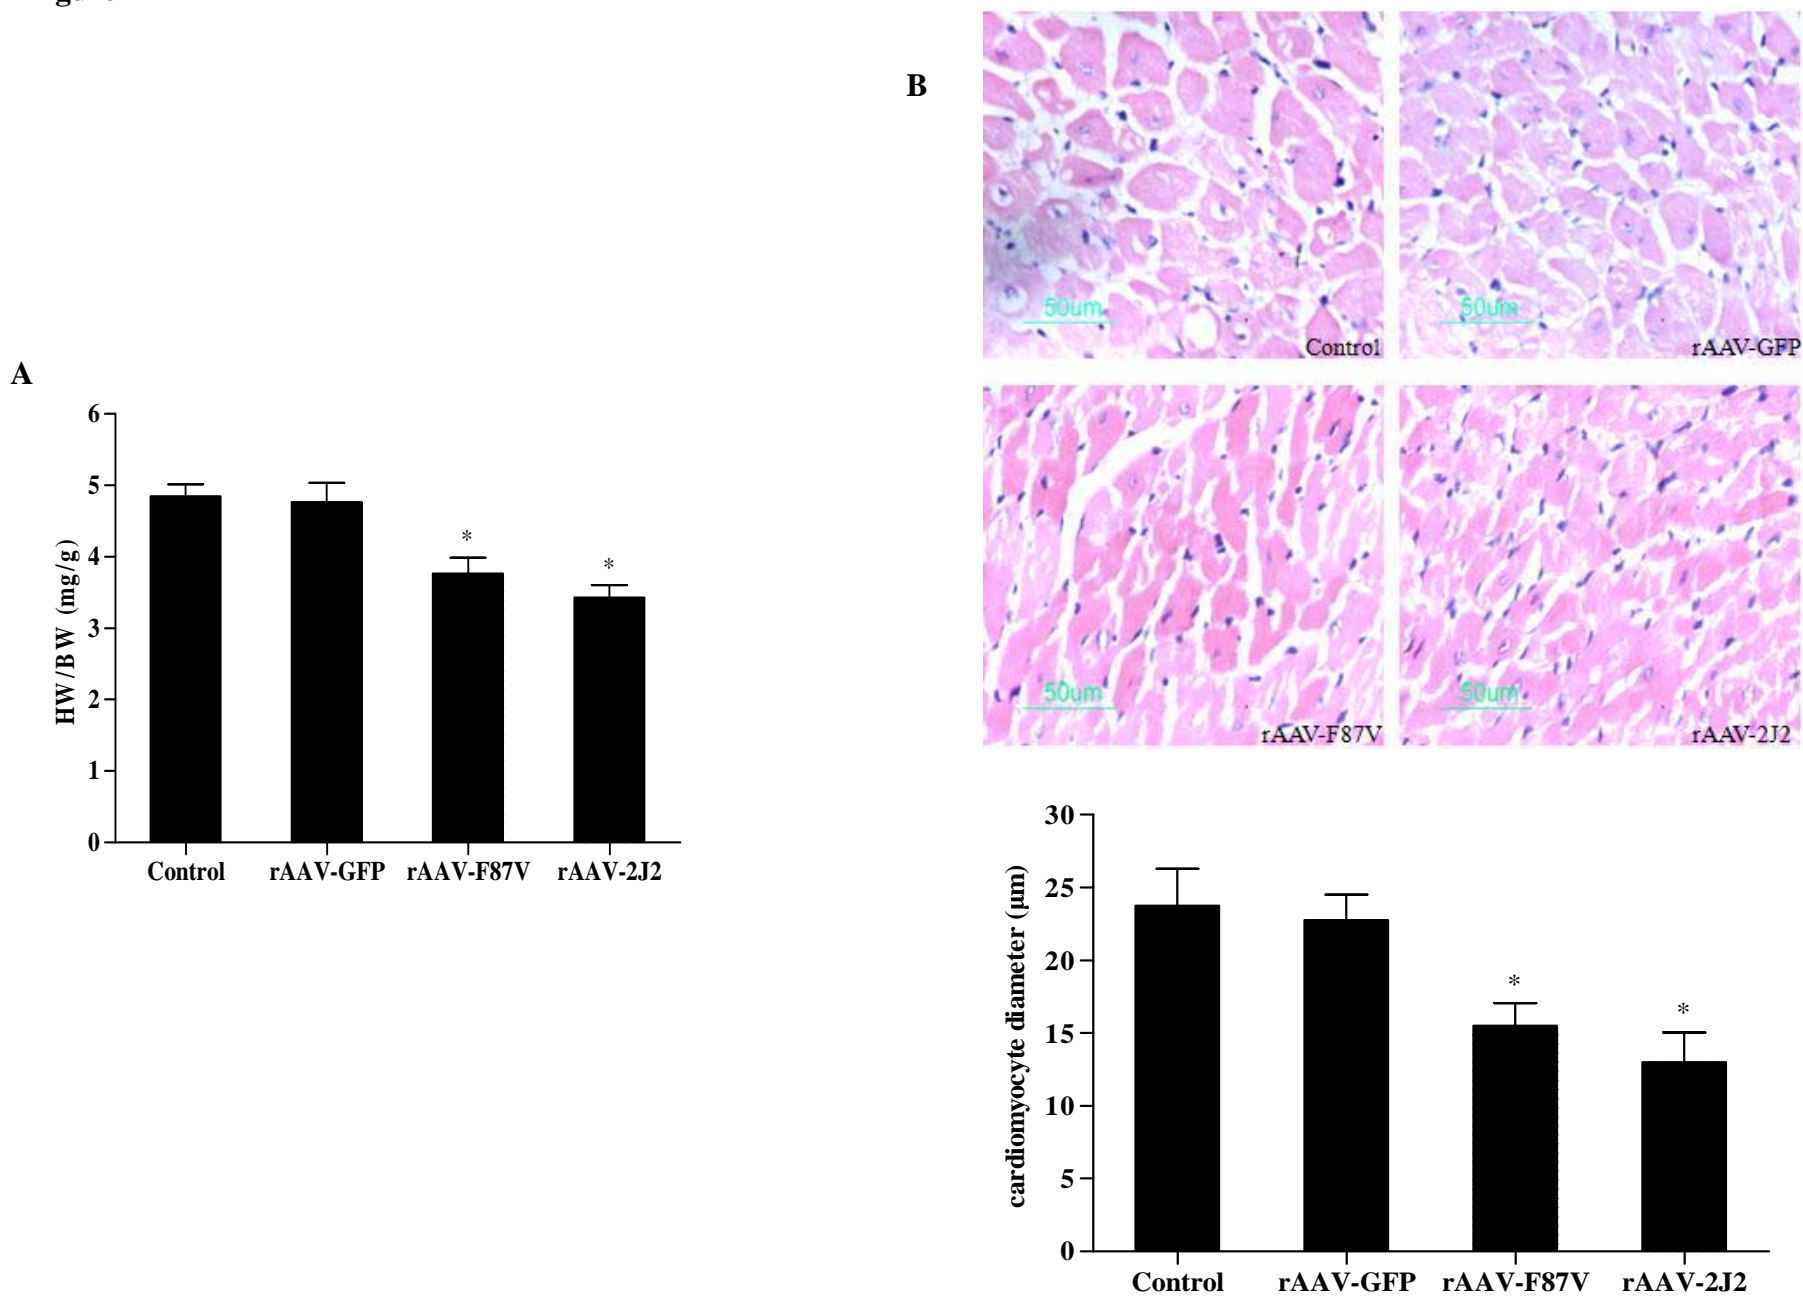 B
50um
Control
50um
rAAV-GFP
50um
rAAV-F87V
50um
rAAV-2J2
A
6
5
4
3
2
1
0
HW/BW (mg/g)
*
*
Control rAAV-GFP rAAV-F87V rAAV-2J2
30
25
20
15
10
5
0
cardiomyocyte diameter (µm)
*
*
Control rAAV-GFP rAAV-F87V rAAV-2J2